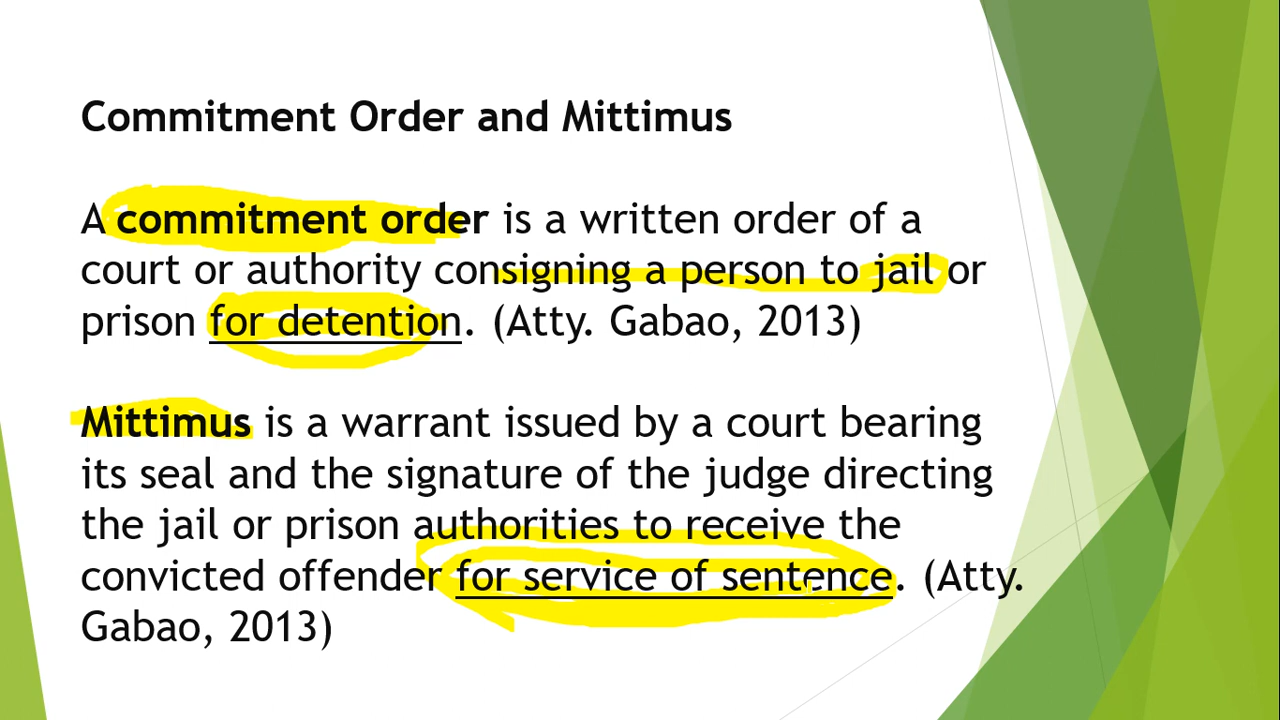 Commitment Order and Mittimus
A commitment order is a written order of a
court or authority consigning a person to jail or
prison for detention. (Atty. Gabao, 2013)
Mittimus is a warrant issued by a court bearing
its seal and the signature of the judge directing
the jail or prison authorities to receive the
convicted offender for service of sentence. (Atty.
Gabao, 2013)